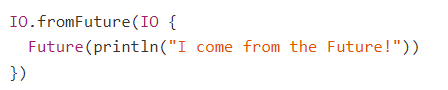 IO.fromFuture(IO {
  Future(println("I come from the Future!"))
})